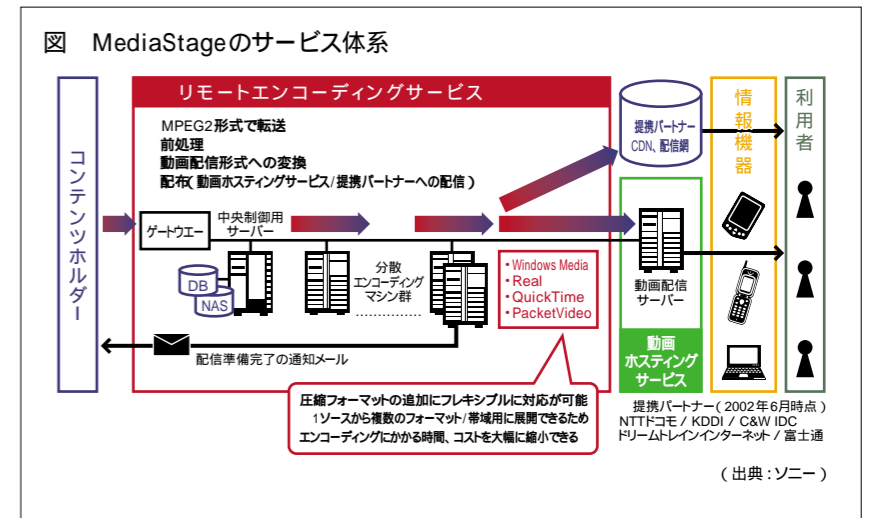 図 MediaStageのサービス体系
コンテンツホルダー
リモートエンコーディングサービス
MPEG2形式で転送
前処理
動画配信形式への変換
配布(動画ホスティングサービス/提携パートナーへの配信)
ゲートウエー
中央制御用
サーバー
DB
NAS
分散
エンコーディング
マシン群
……………
・Windows Media
・Real
・QuickTime
・PacketVideo
配信準備完了の通知メール
圧縮フォーマットの追加にフレキシブルに対応が可能
1ソースから複数のフォーマット/帯域用に展開できるため
エンコーディングにかかる時間、コストを大幅に縮小できる
提携パートナー
CDN、配信網
動画配信
サーバー
動画
ホスティング
サービス
情報機器
利用者
提携パートナー(2002年6月時点)
NTTドコモ / KDDI / C&W IDC
ドリームトレインインターネット / 富士通
(出典:ソニー)